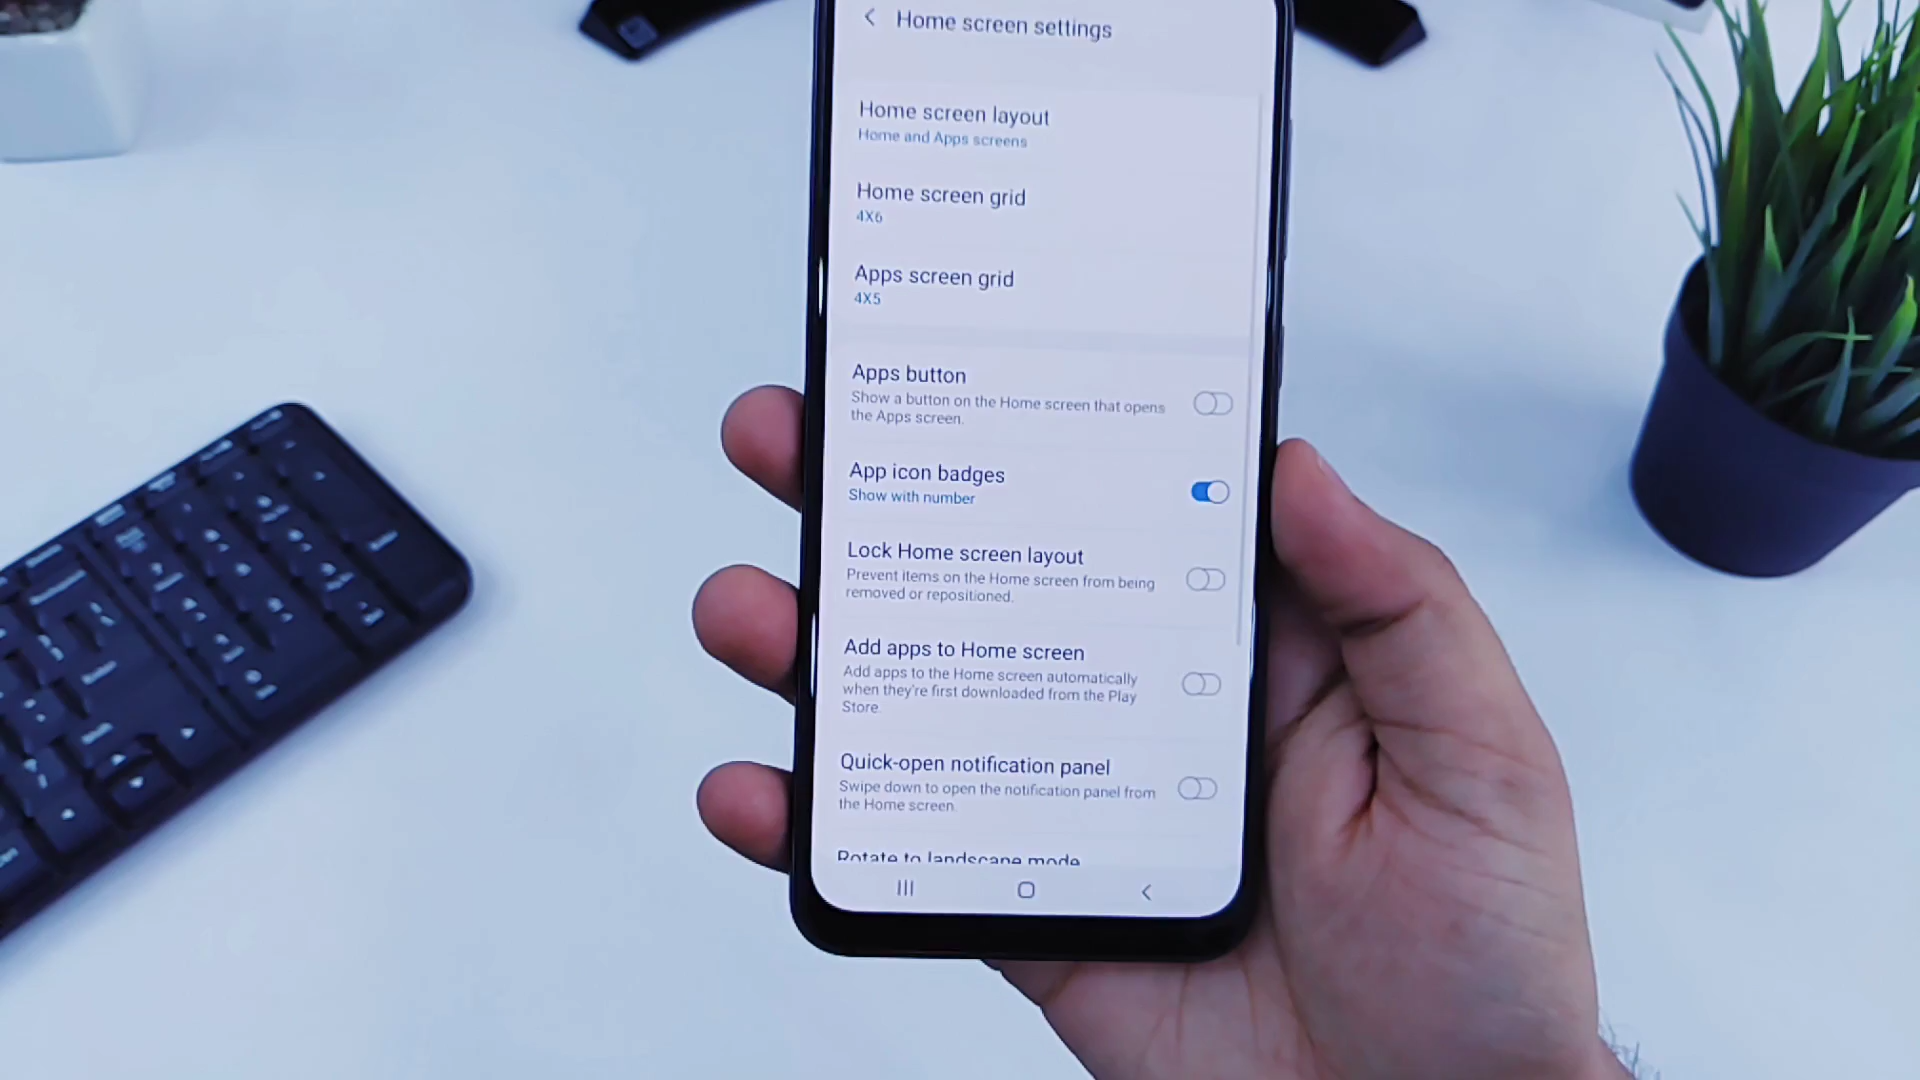 Home screen settings
Home screen layout
Home and Apps screens
Home screen grid
4X6
Apps screen grid
4X5
Apps button
Show a button on the Home screen that opens
the Apps screen.
App icon badges
Show with number
Lock Home screen layout
Prevent items on the Home screen from being
removed or repositioned.
Add apps to Home screen
Add apps to the Home screen automatically
when they're first downloaded from the Play
Store.
Quick-open notification panel
Swipe down to open the notification panel from
the Home screen.
Rotate to landscape mode